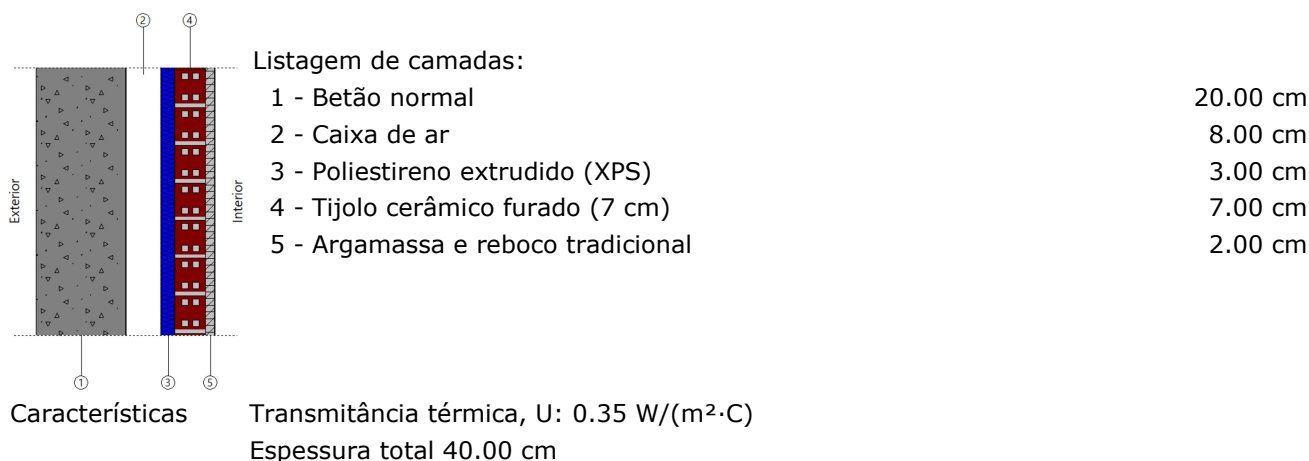 2 4
Listagem de camadas:
1 - Betão normal 20.00 cm
2 - Caixa de ar 8.00 cm
3 - Poliestireno extrudido (XPS) 3.00 cm
4 - Tijolo cerâmico furado (7 cm) 7.00 cm
5 - Argamassa e reboco tradicional 2.00 cm
Exterior
Interior
1 3 5
Características Transmitância térmica, U: 0.35 W/(m²·C)
Espessura total 40.00 cm